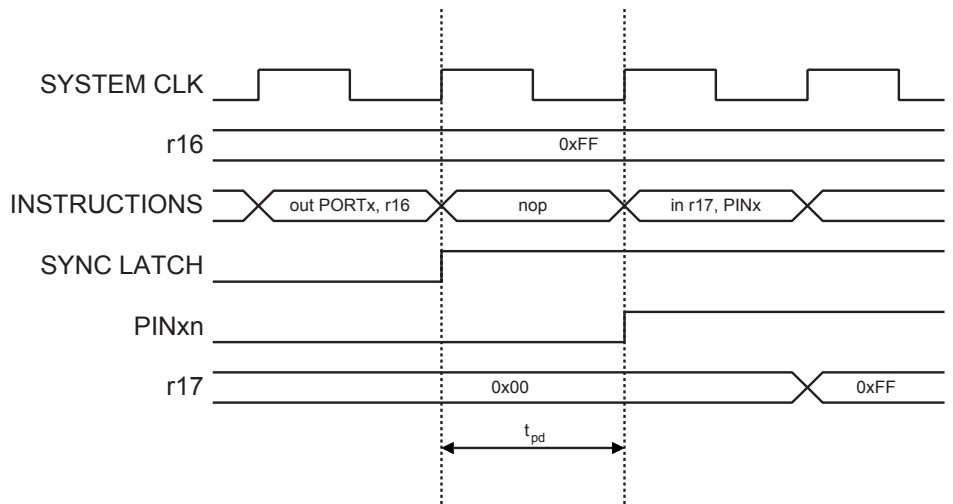 SYSTEM CLK
r16
0xFF
INSTRUCTIONS
out PORTx, r16
nop
in r17, PINx
SYNC LATCH
PINxn
r17
0x00
0xFF
tpd